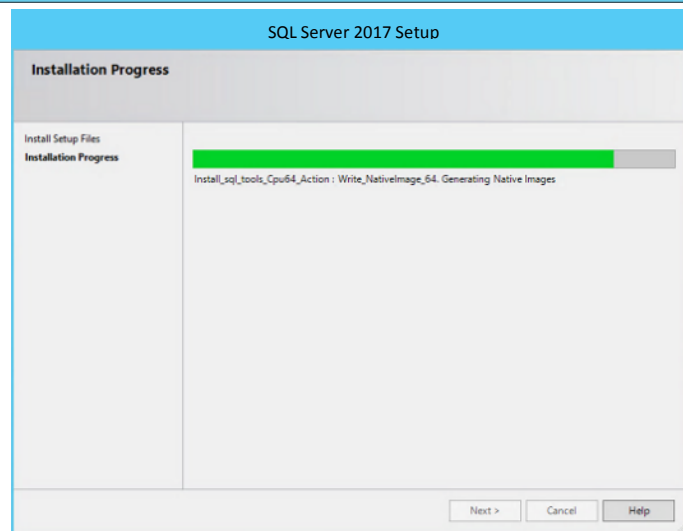 SQL Server 2017 Setup
Installation Progress
Install Setup Files
Installation Progress
Install_sql_tools_Cpu64_Action : Write_NativeImage_64. Generating Native Images
Next >
Cancel
Help